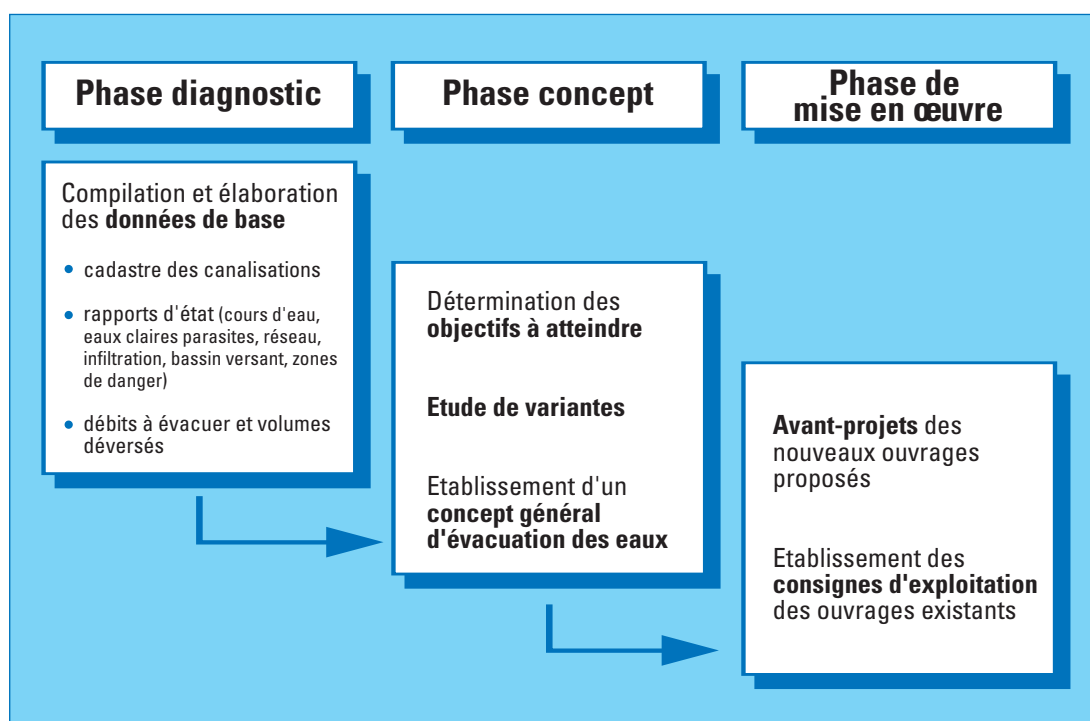 Phase diagnostic
Phase concept
Phase de
mise en œuvre
Compilation et élaboration
des données de base
• cadastre des canalisations
• rapports d'état (cours d'eau,
eaux claires parasites, réseau,
infiltration, bassin versant, zones
de danger)
• débits à évacuer et volumes
déversés
Détermination des
objectifs à atteindre
Etude de variantes
Etablissement d'un
concept général
d'évacuation des eaux
Avant-projets des
nouveaux ouvrages
proposés
Etablissement des
consignes d'exploitation
des ouvrages existants